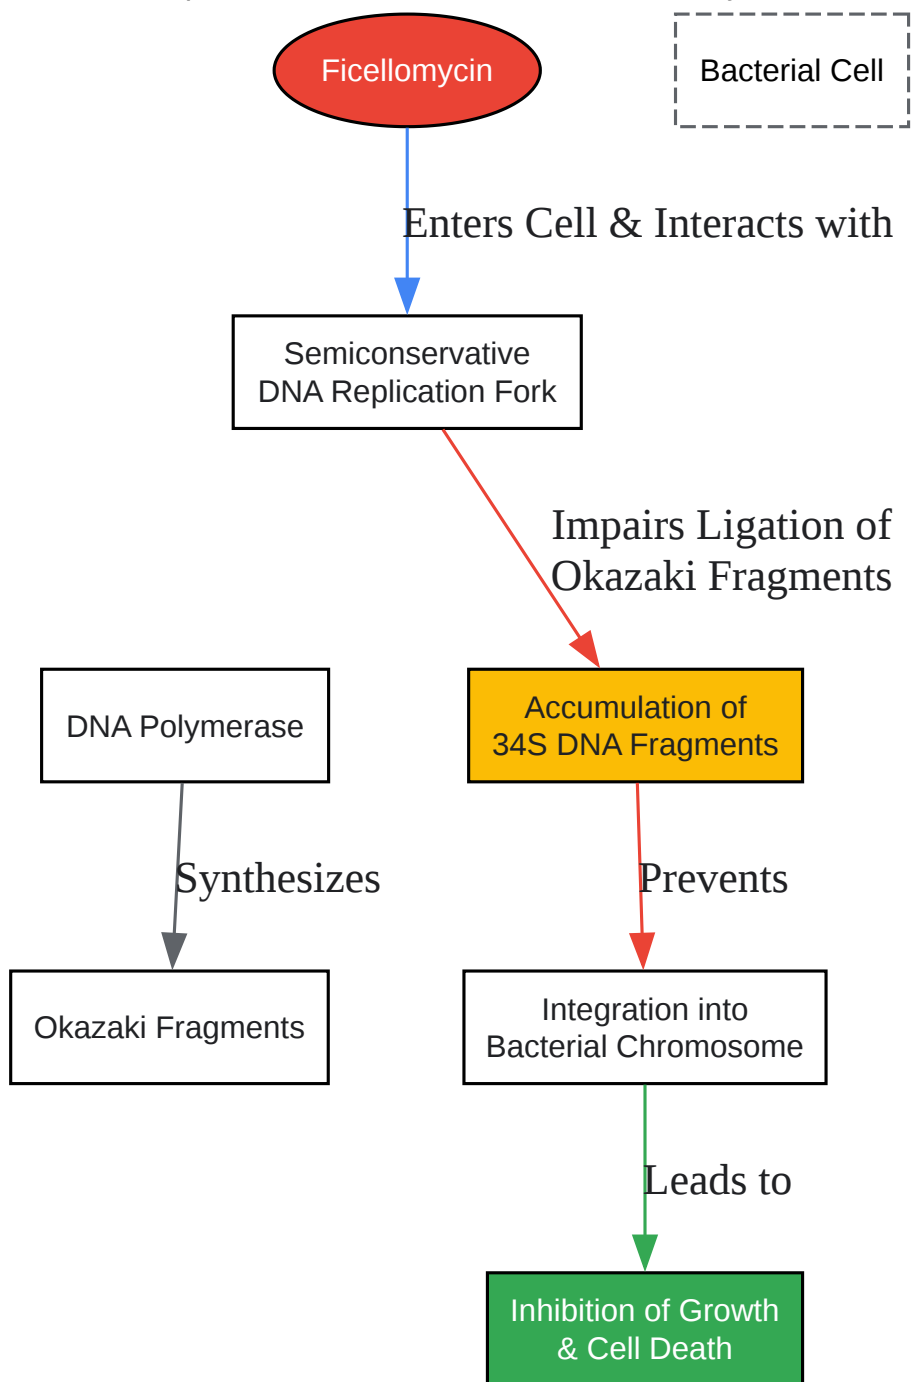 Ficellomycin
Bacterial Cell
Enters Cell & Interacts with
Semiconservative
DNA Replication Fork
Impairs Ligation of
Okazaki Fragments
DNA Polymerase
Accumulation of
34S DNA Fragments
Synthesizes
Prevents
Okazaki Fragments
Integration into
Bacterial Chromosome
Leads to
Inhibition of Growth
& Cell Death